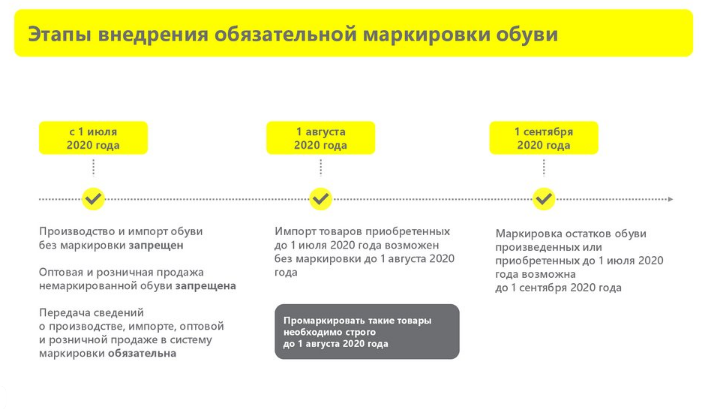 Этапы внедрения обязательной маркировки обуви
с 1 июля
2020 года
1 августа
2020 года
1 сентября
2020 года
Производство и импорт обуви
без маркировки запрещен
Оптовая и розничная продажа
немаркированной обуви запрещена
Передача сведений
о производстве, импорте, оптовой
и розничной продаже в систему
маркировки обязательна
Импорт товаров приобретенных
до 1 июля 2020 года возможен
без маркировки до 1 августа 2020
года
Промаркировать такие товары
необходимо строго
до 1 августа 2020 года
Маркировка остатков обуви
произведенных или
приобретенных до 1 июля 2020
года возможна
до 1 сентября 2020 года